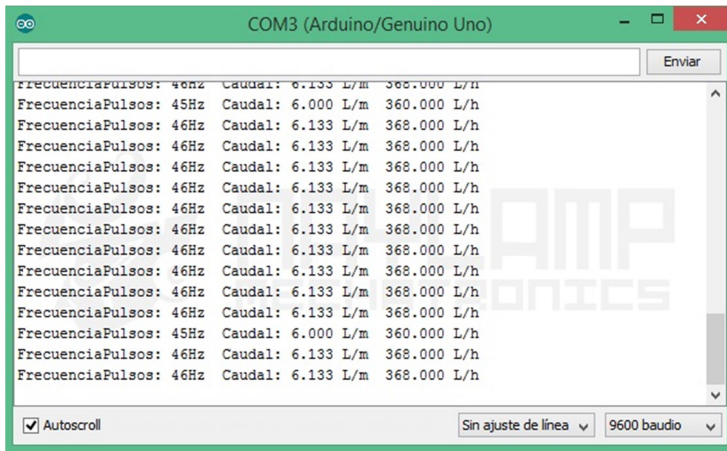 COM3 (Arduino/Genuino Uno)
Enviar
FrecuenciaPulsos: 46Hz  Caudal: 6.133 L/m  368.000 L/h
FrecuenciaPulsos: 45Hz  Caudal: 6.000 L/m  360.000 L/h
FrecuenciaPulsos: 46Hz  Caudal: 6.133 L/m  368.000 L/h
FrecuenciaPulsos: 46Hz  Caudal: 6.133 L/m  368.000 L/h
FrecuenciaPulsos: 46Hz  Caudal: 6.133 L/m  368.000 L/h
FrecuenciaPulsos: 46Hz  Caudal: 6.133 L/m  368.000 L/h
FrecuenciaPulsos: 46Hz  Caudal: 6.133 L/m  368.000 L/h
FrecuenciaPulsos: 46Hz  Caudal: 6.133 L/m  368.000 L/h
FrecuenciaPulsos: 46Hz  Caudal: 6.133 L/m  368.000 L/h
FrecuenciaPulsos: 46Hz  Caudal: 6.133 L/m  368.000 L/h
FrecuenciaPulsos: 46Hz  Caudal: 6.133 L/m  368.000 L/h
FrecuenciaPulsos: 46Hz  Caudal: 6.133 L/m  368.000 L/h
FrecuenciaPulsos: 45Hz  Caudal: 6.000 L/m  360.000 L/h
FrecuenciaPulsos: 46Hz  Caudal: 6.133 L/m  368.000 L/h
FrecuenciaPulsos: 46Hz  Caudal: 6.133 L/m  368.000 L/h
NAYLAMP
MECHATRONICS
Autoscroll
Sin ajuste de línea
9600 baudio